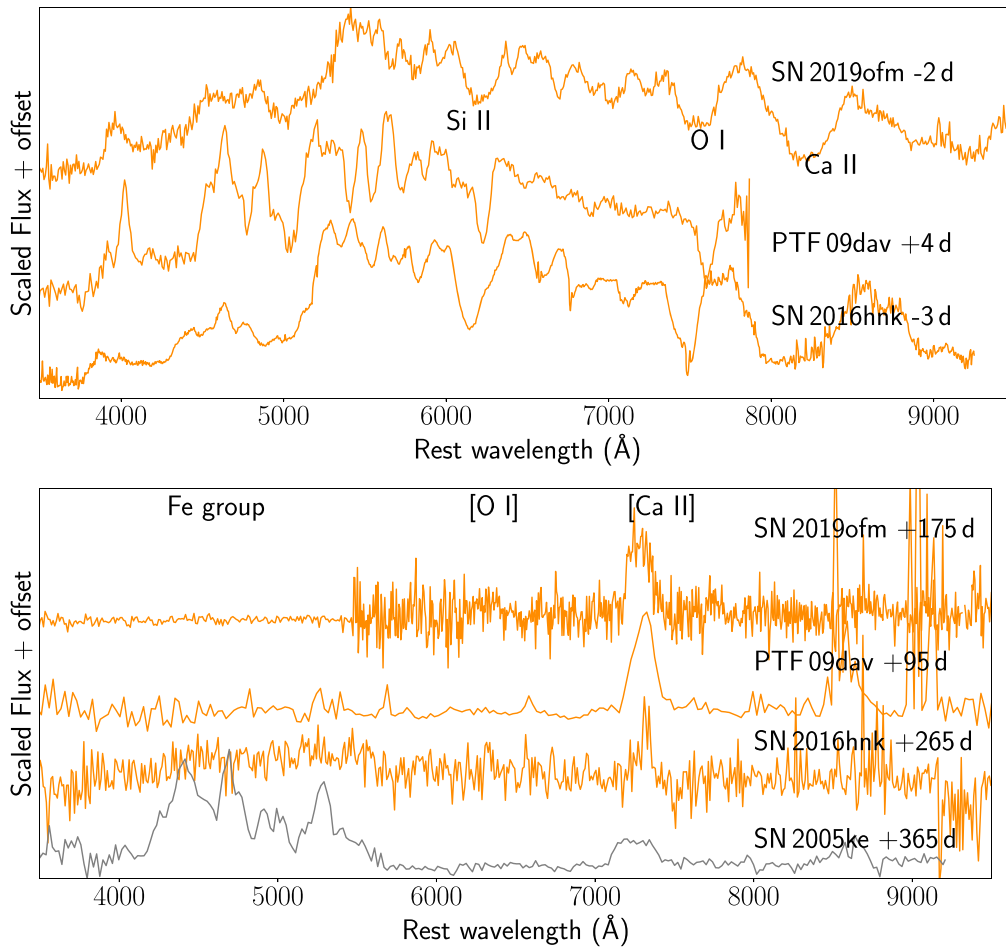 SN 2019ofm -2 d
Si II
O I
Ca II
PTF 09dav +4 d
SN 2016hnk -3 d
Scaled Flux + offset
4000 5000 6000 7000 8000 9000
Rest wavelength (Å)
Fe group [O I] [Ca II]
SN 2019ofm +175 d
PTF 09dav +95 d
SN 2016hnk +265 d
SN 2005ke +365 d
Scaled Flux + offset
4000 5000 6000 7000 8000 9000
Rest wavelength (Å)